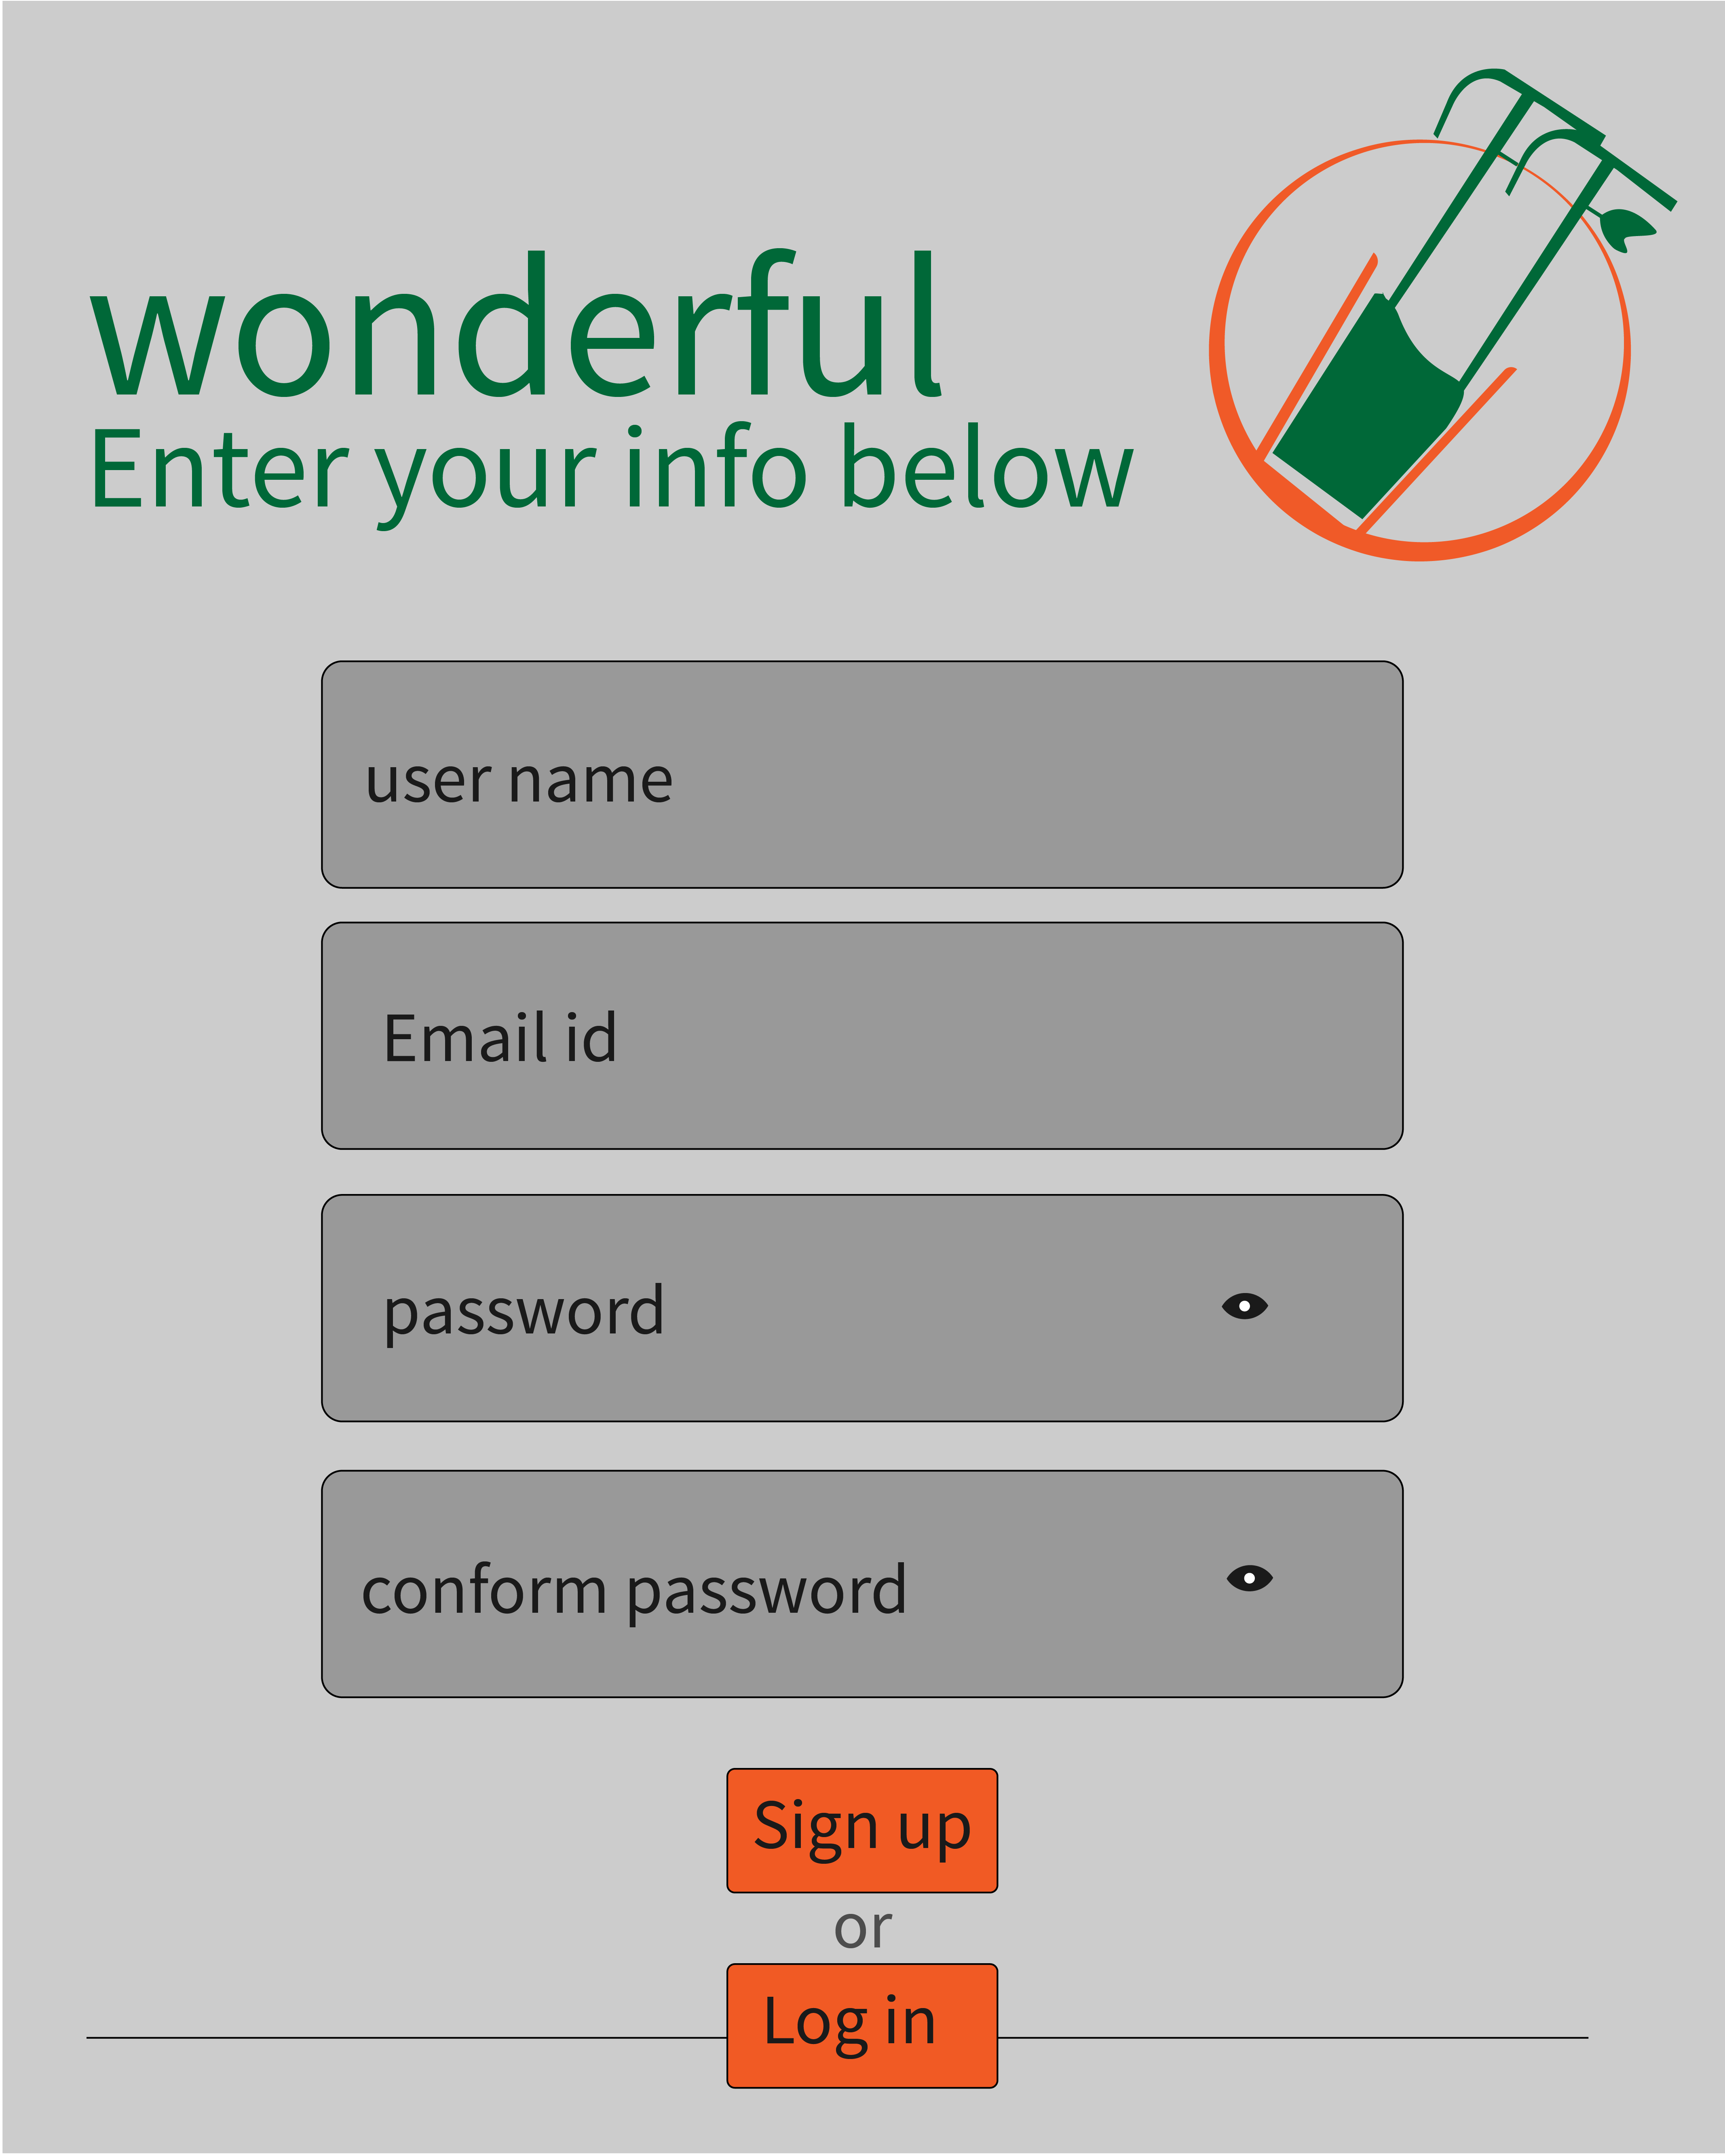 wonderful
Enter your info below
user name
Email id
password
conform password
Sign up
or
Log in